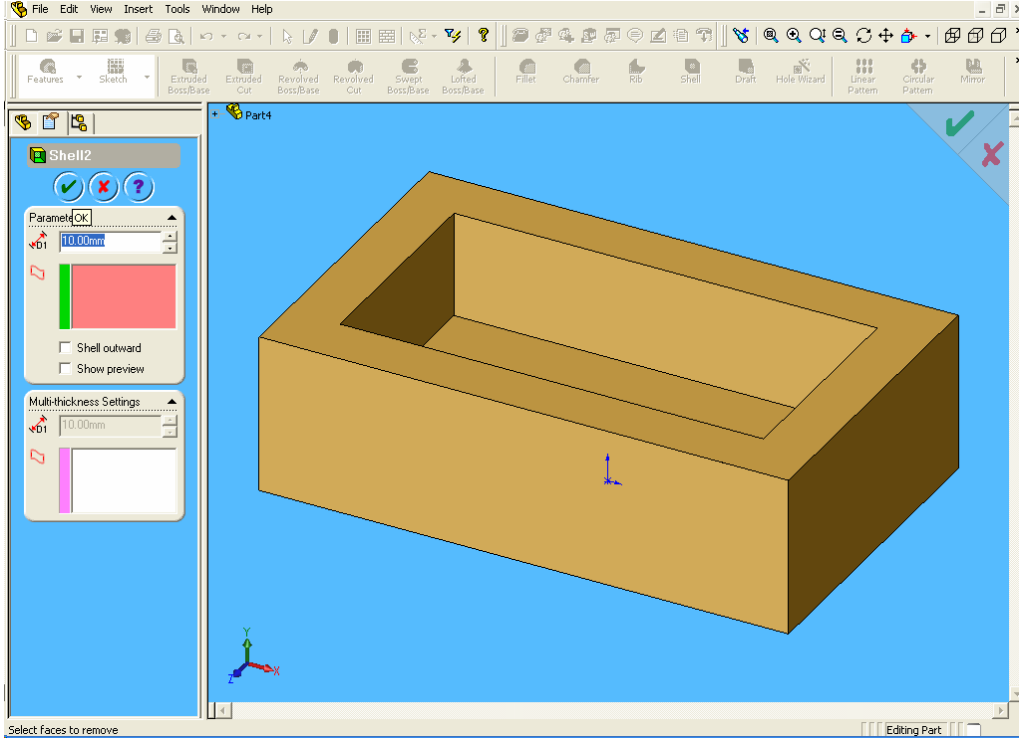 File Edit View Insert Tools Window Help
Features Sketch Extruded Boss/Base Extruded Cut Revolved Boss/Base Revolved Cut Swept Boss/Base Lofted Boss/Base Fillet Chamfer Rib Shell Draft Hole Wizard Linear Pattern Circular Pattern Mirror
Part4
Shell2
Paramete OK
D1 10.00mm
Shell outward
Show preview
Multi-thickness Settings
D1 10.00mm
Y
X
Z
Select faces to remove
Editing Part